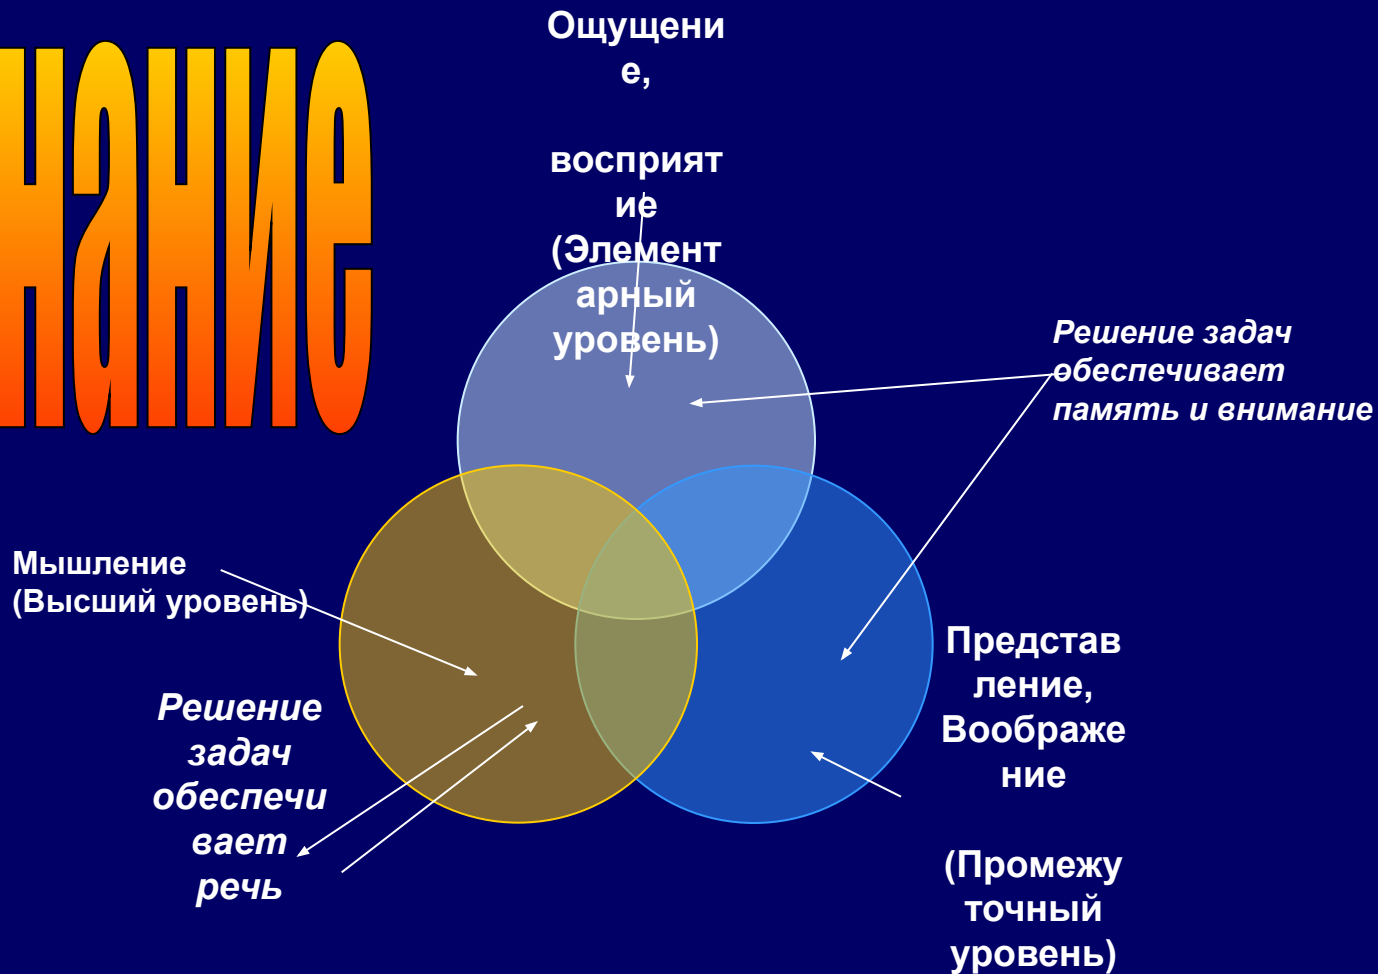 нание
Ощущени
е,
восприят
ие
(Элемент
арный
уровень)
Решение задач
обеспечивает
память и внимание
Мышление
(Высший уровень)
Решение
задач
обеспечи
вает
речь
Представ
ление,
Воображе
ние
(Промежу
точный
уровень)